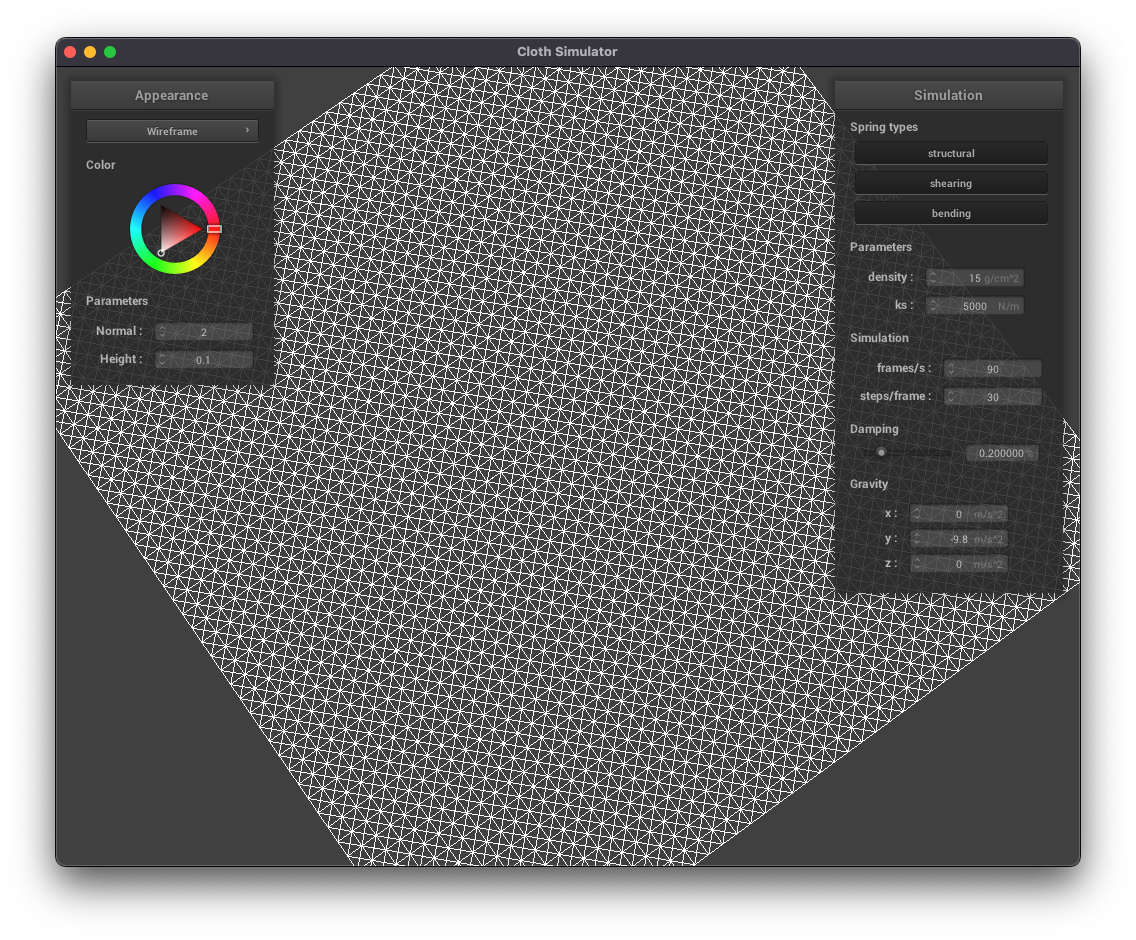 Cloth Simulator
Appearance
Wireframe ›
Color
Parameters
Normal : 2
Height : 0.1
Simulation
Spring types
structural
shearing
bending
Parameters
density : 15 g/cm^2
ks : 5000 N/m
Simulation
frames/s : 90
steps/frame : 30
Damping
0.200000 %
Gravity
x : 0 m/s^2
y : -9.8 m/s^2
z : 0 m/s^2